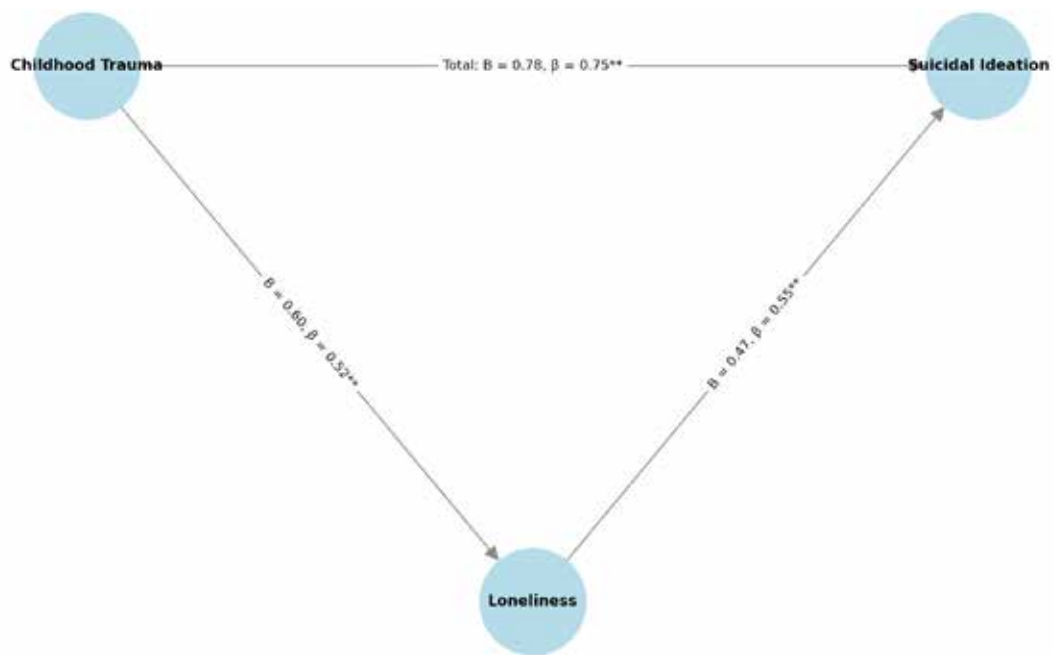 Childhood Trauma
Total: B = 0.78, β = 0.75**
Suicidal Ideation
B = 0.60, β = 0.52**
B = 0.47, β = 0.55**
Loneliness